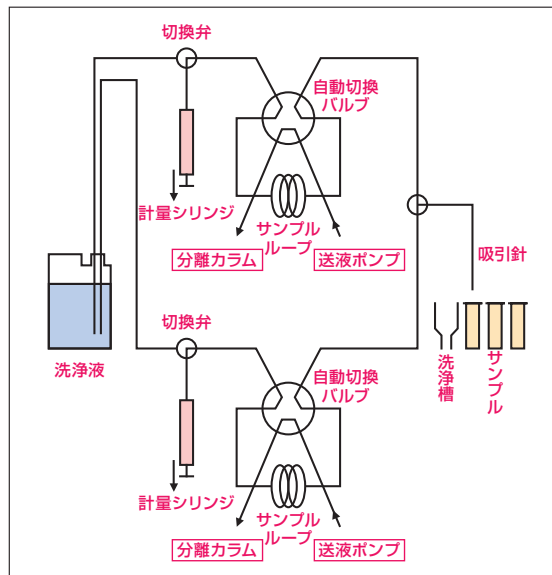 切換弁
自動切換
バルブ
計量シリンジ
サンプル
ループ
分離カラム
送液ポンプ
吸引針
洗浄液
洗浄槽
サンプル
切換弁
自動切換
バルブ
計量シリンジ
サンプル
ループ
分離カラム
送液ポンプ